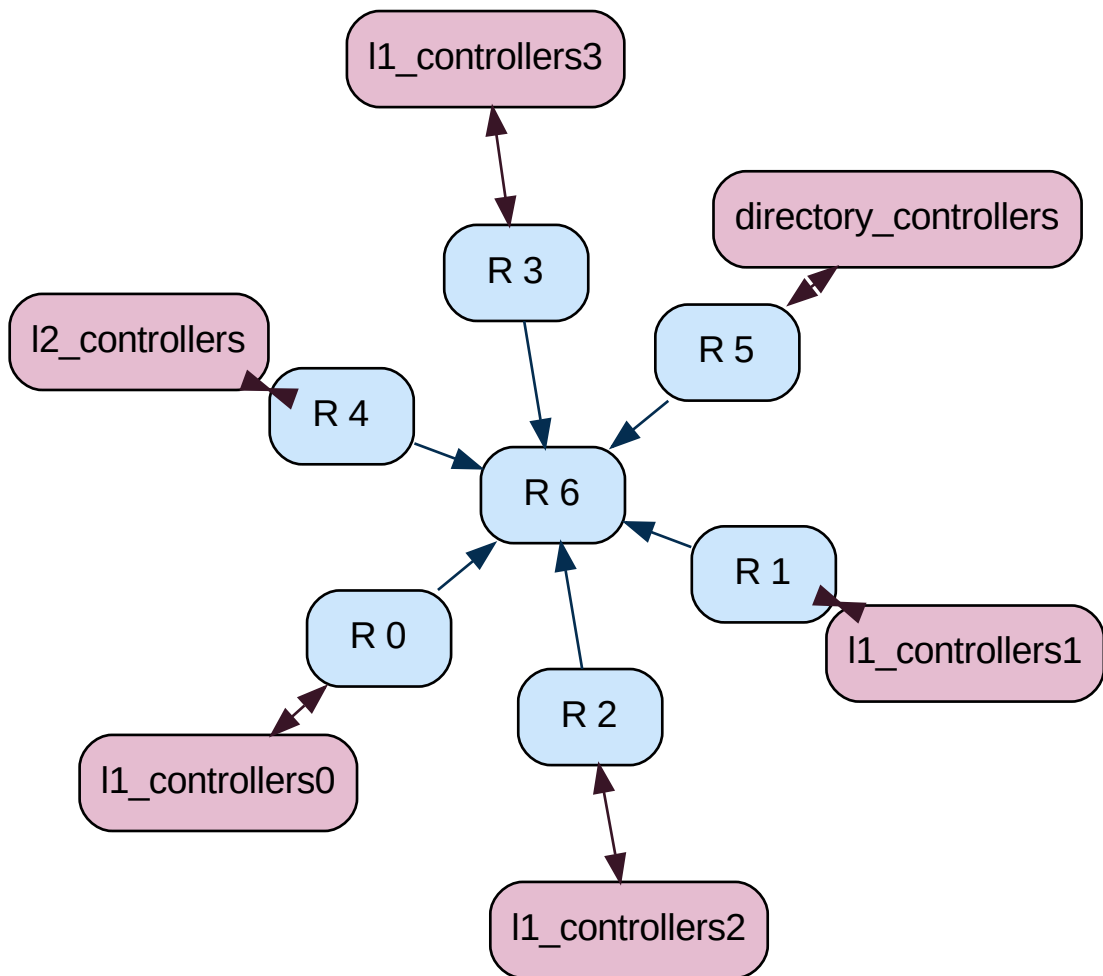 l1_controllers3
directory_controllers
R 3
l2_controllers
R 5
R 4
R 6
R 1
R 0
l1_controllers1
R 2
l1_controllers0
l1_controllers2